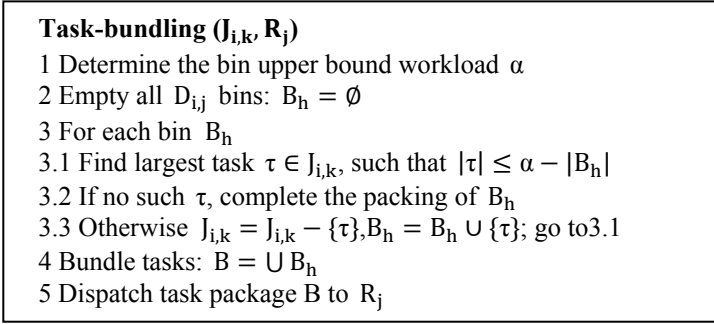 Task-bundling (J_{i,k}, R_j)
1 Determine the bin upper bound workload α
2 Empty all D_{i,j} bins: B_h = ∅
3 For each bin B_h
3.1 Find largest task τ ∈ J_{i,k}, such that |τ| ≤ α − |B_h|
3.2 If no such τ, complete the packing of B_h
3.3 Otherwise J_{i,k} = J_{i,k} − {τ},B_h = B_h ∪ {τ}; go to3.1
4 Bundle tasks: B = ∪ B_h
5 Dispatch task package B to R_j